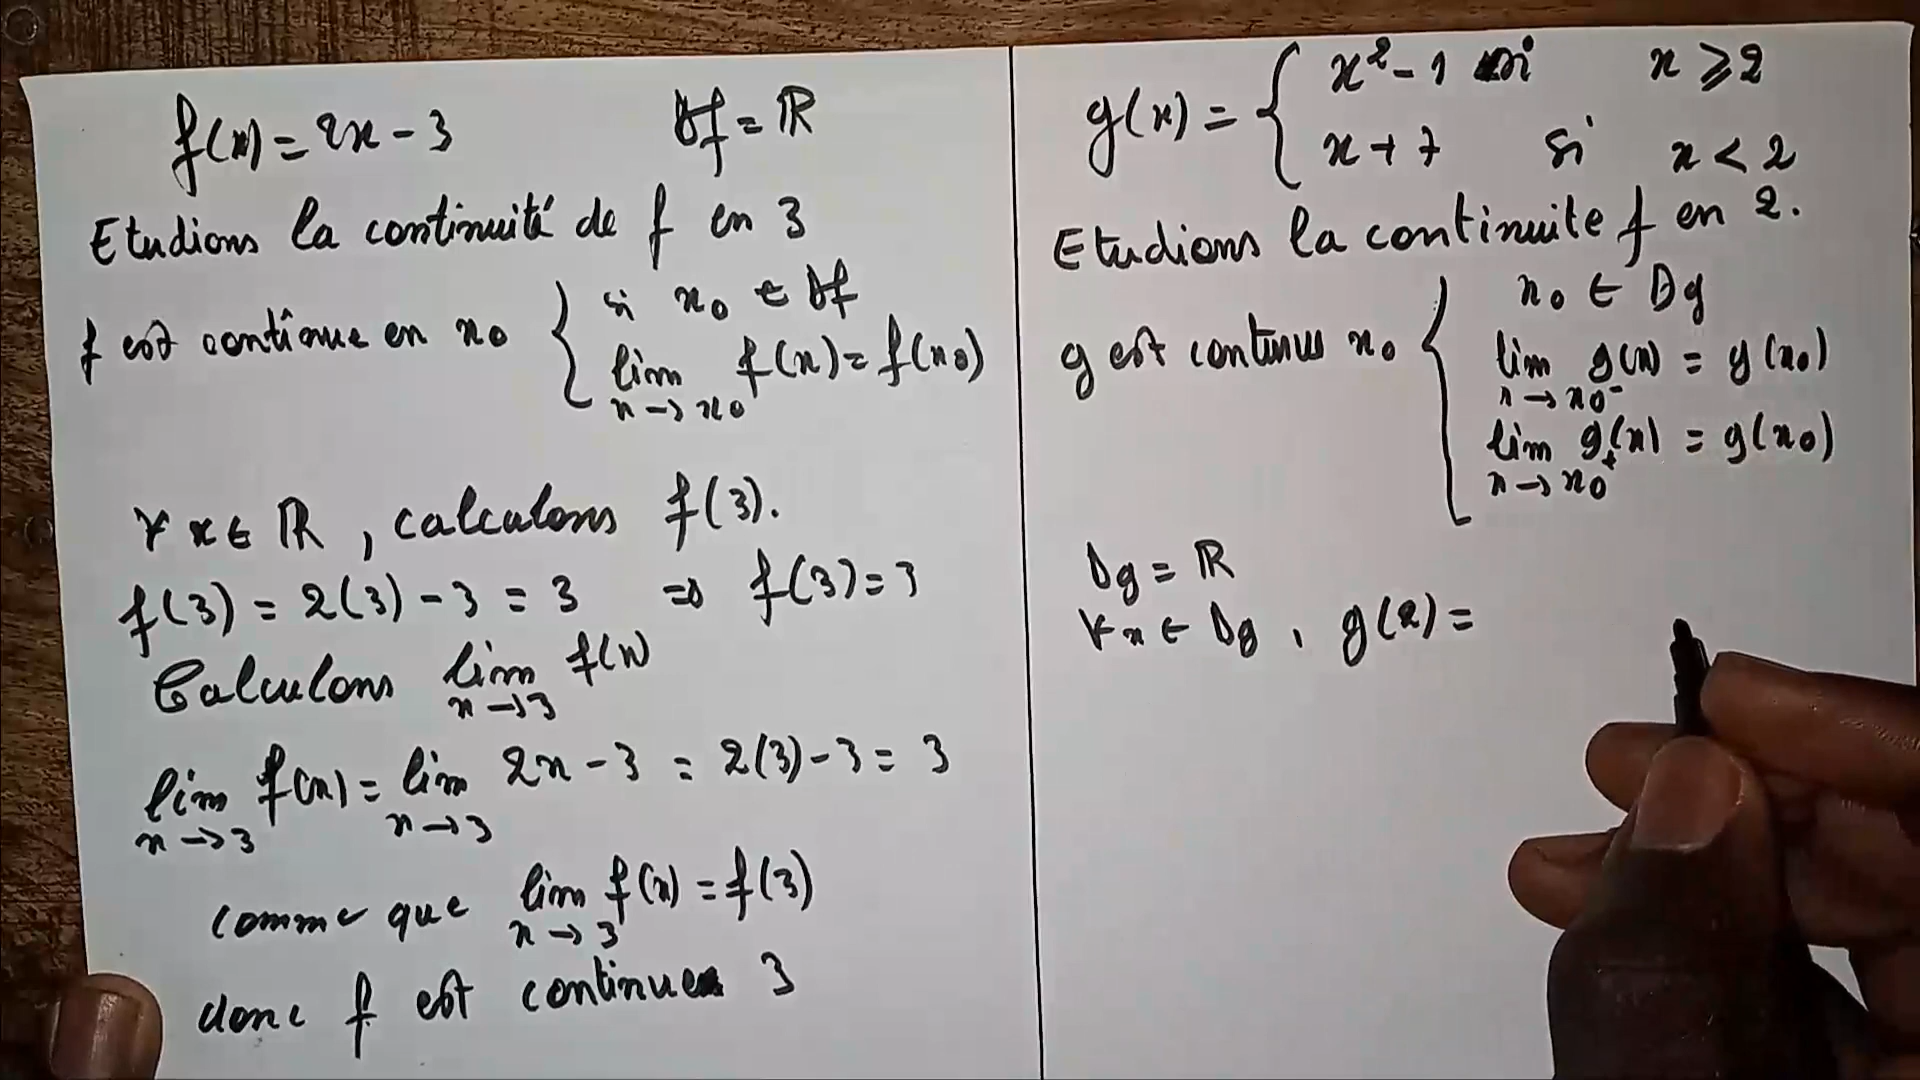 f(x) = 2x - 3 Df = ℝ
Etudions la continuité de f en 3
f est continue en x₀ { si x₀ ∈ Df
lim f(x) = f(x₀)
x → x₀
∀ x ∈ ℝ, calculons f(3).
f(3) = 2(3) - 3 = 3 ⇒ f(3) = 3
Calculons lim f(x)
x → 3
lim f(x) = lim 2x - 3 = 2(3) - 3 = 3
x → 3 x → 3
comme que lim f(x) = f(3)
x → 3
donc f est continue 3
g(x) = { x² - 1 si x ⩾ 2
x + 7 si x < 2
Etudions la continuite f en 2.
g est continus x₀ { x₀ ∈ Dg
lim g(x) = g(x₀)
x → x₀⁻
lim g(x) = g(x₀)
x → x₀⁺
Dg = ℝ
∀ x ∈ Dg, g(2) =